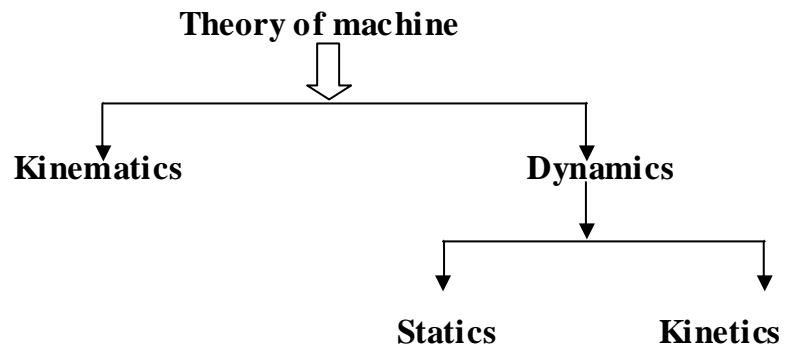 Theory of machine
Kinematics
Dynamics
Statics
Kinetics